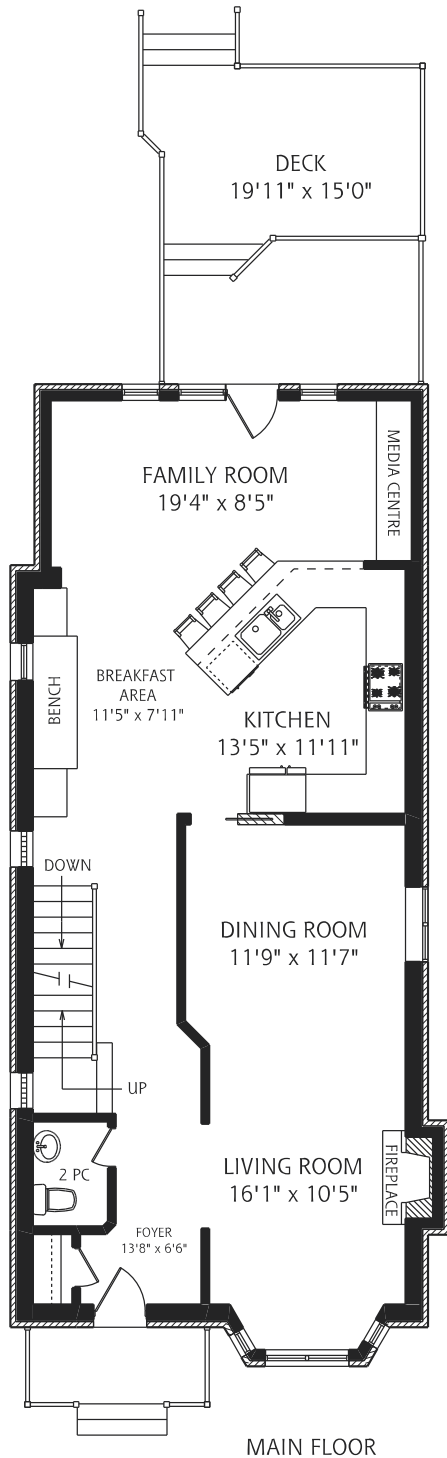 DECK
19'11" x 15'0"
FAMILY ROOM
19'4" x 8'5"
MEDIA CENTRE
BREAKFAST
AREA
11'5" x 7'11"
BENCH
KITCHEN
13'5" x 11'11"
DOWN
DINING ROOM
11'9" x 11'7"
UP
2 PC
LIVING ROOM
16'1" x 10'5"
FIREPLACE
FOYER
13'8" x 6'6"
MAIN FLOOR